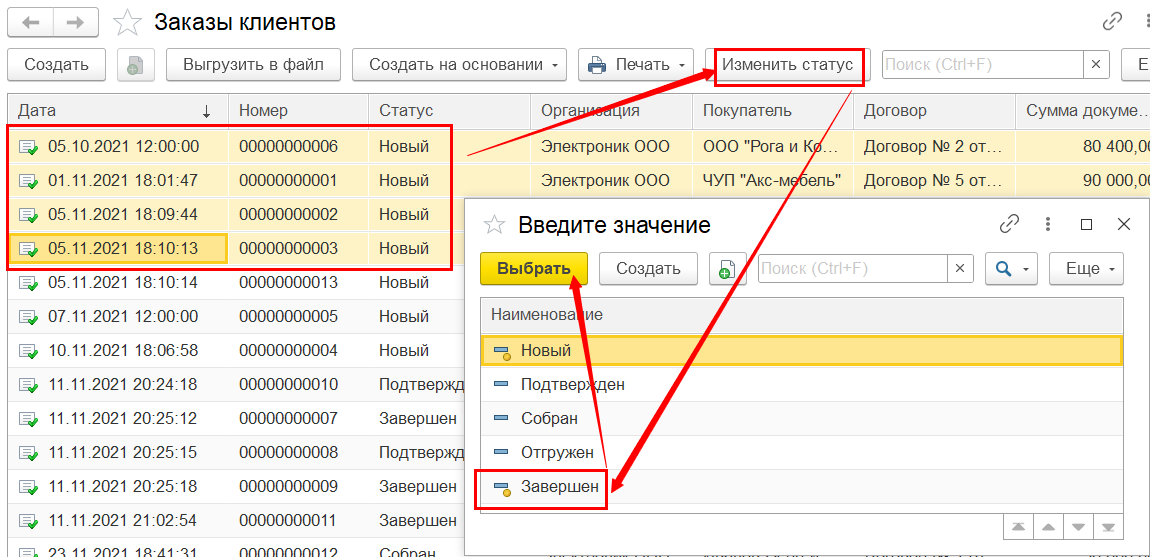 Заказы клиентов
Создать Выгрузить в файл Создать на основании Печать Изменить статус Поиск (Ctrl+F) × Е
Дата ↓ Номер Статус Организация Покупатель Договор Сумма докуме...
05.10.2021 12:00:00 00000000006 Новый Электроник ООО ООО "Рога и Ко... Договор № 2 от... 80 400,00
01.11.2021 18:01:47 00000000001 Новый Электроник ООО ЧУП "Акс-мебель" Договор № 5 от... 90 000,00
05.11.2021 18:09:44 00000000002 Новый
05.11.2021 18:10:13 00000000003 Новый
05.11.2021 18:10:14 00000000013 Новый
07.11.2021 12:00:00 00000000005 Новый
10.11.2021 18:06:58 00000000004 Новый
11.11.2021 20:24:18 00000000010 Подтвержд
11.11.2021 20:25:12 00000000007 Завершен
11.11.2021 20:25:15 00000000008 Подтвержд
11.11.2021 20:25:18 00000000009 Завершен
11.11.2021 21:02:54 00000000011 Завершен
23.11.2021 18:41:31 00000000012 Собран
Введите значение
Выбрать Создать Поиск (Ctrl+F) × Еще
Наименование
Новый
Подтвержден
Собран
Отгружен
Завершен